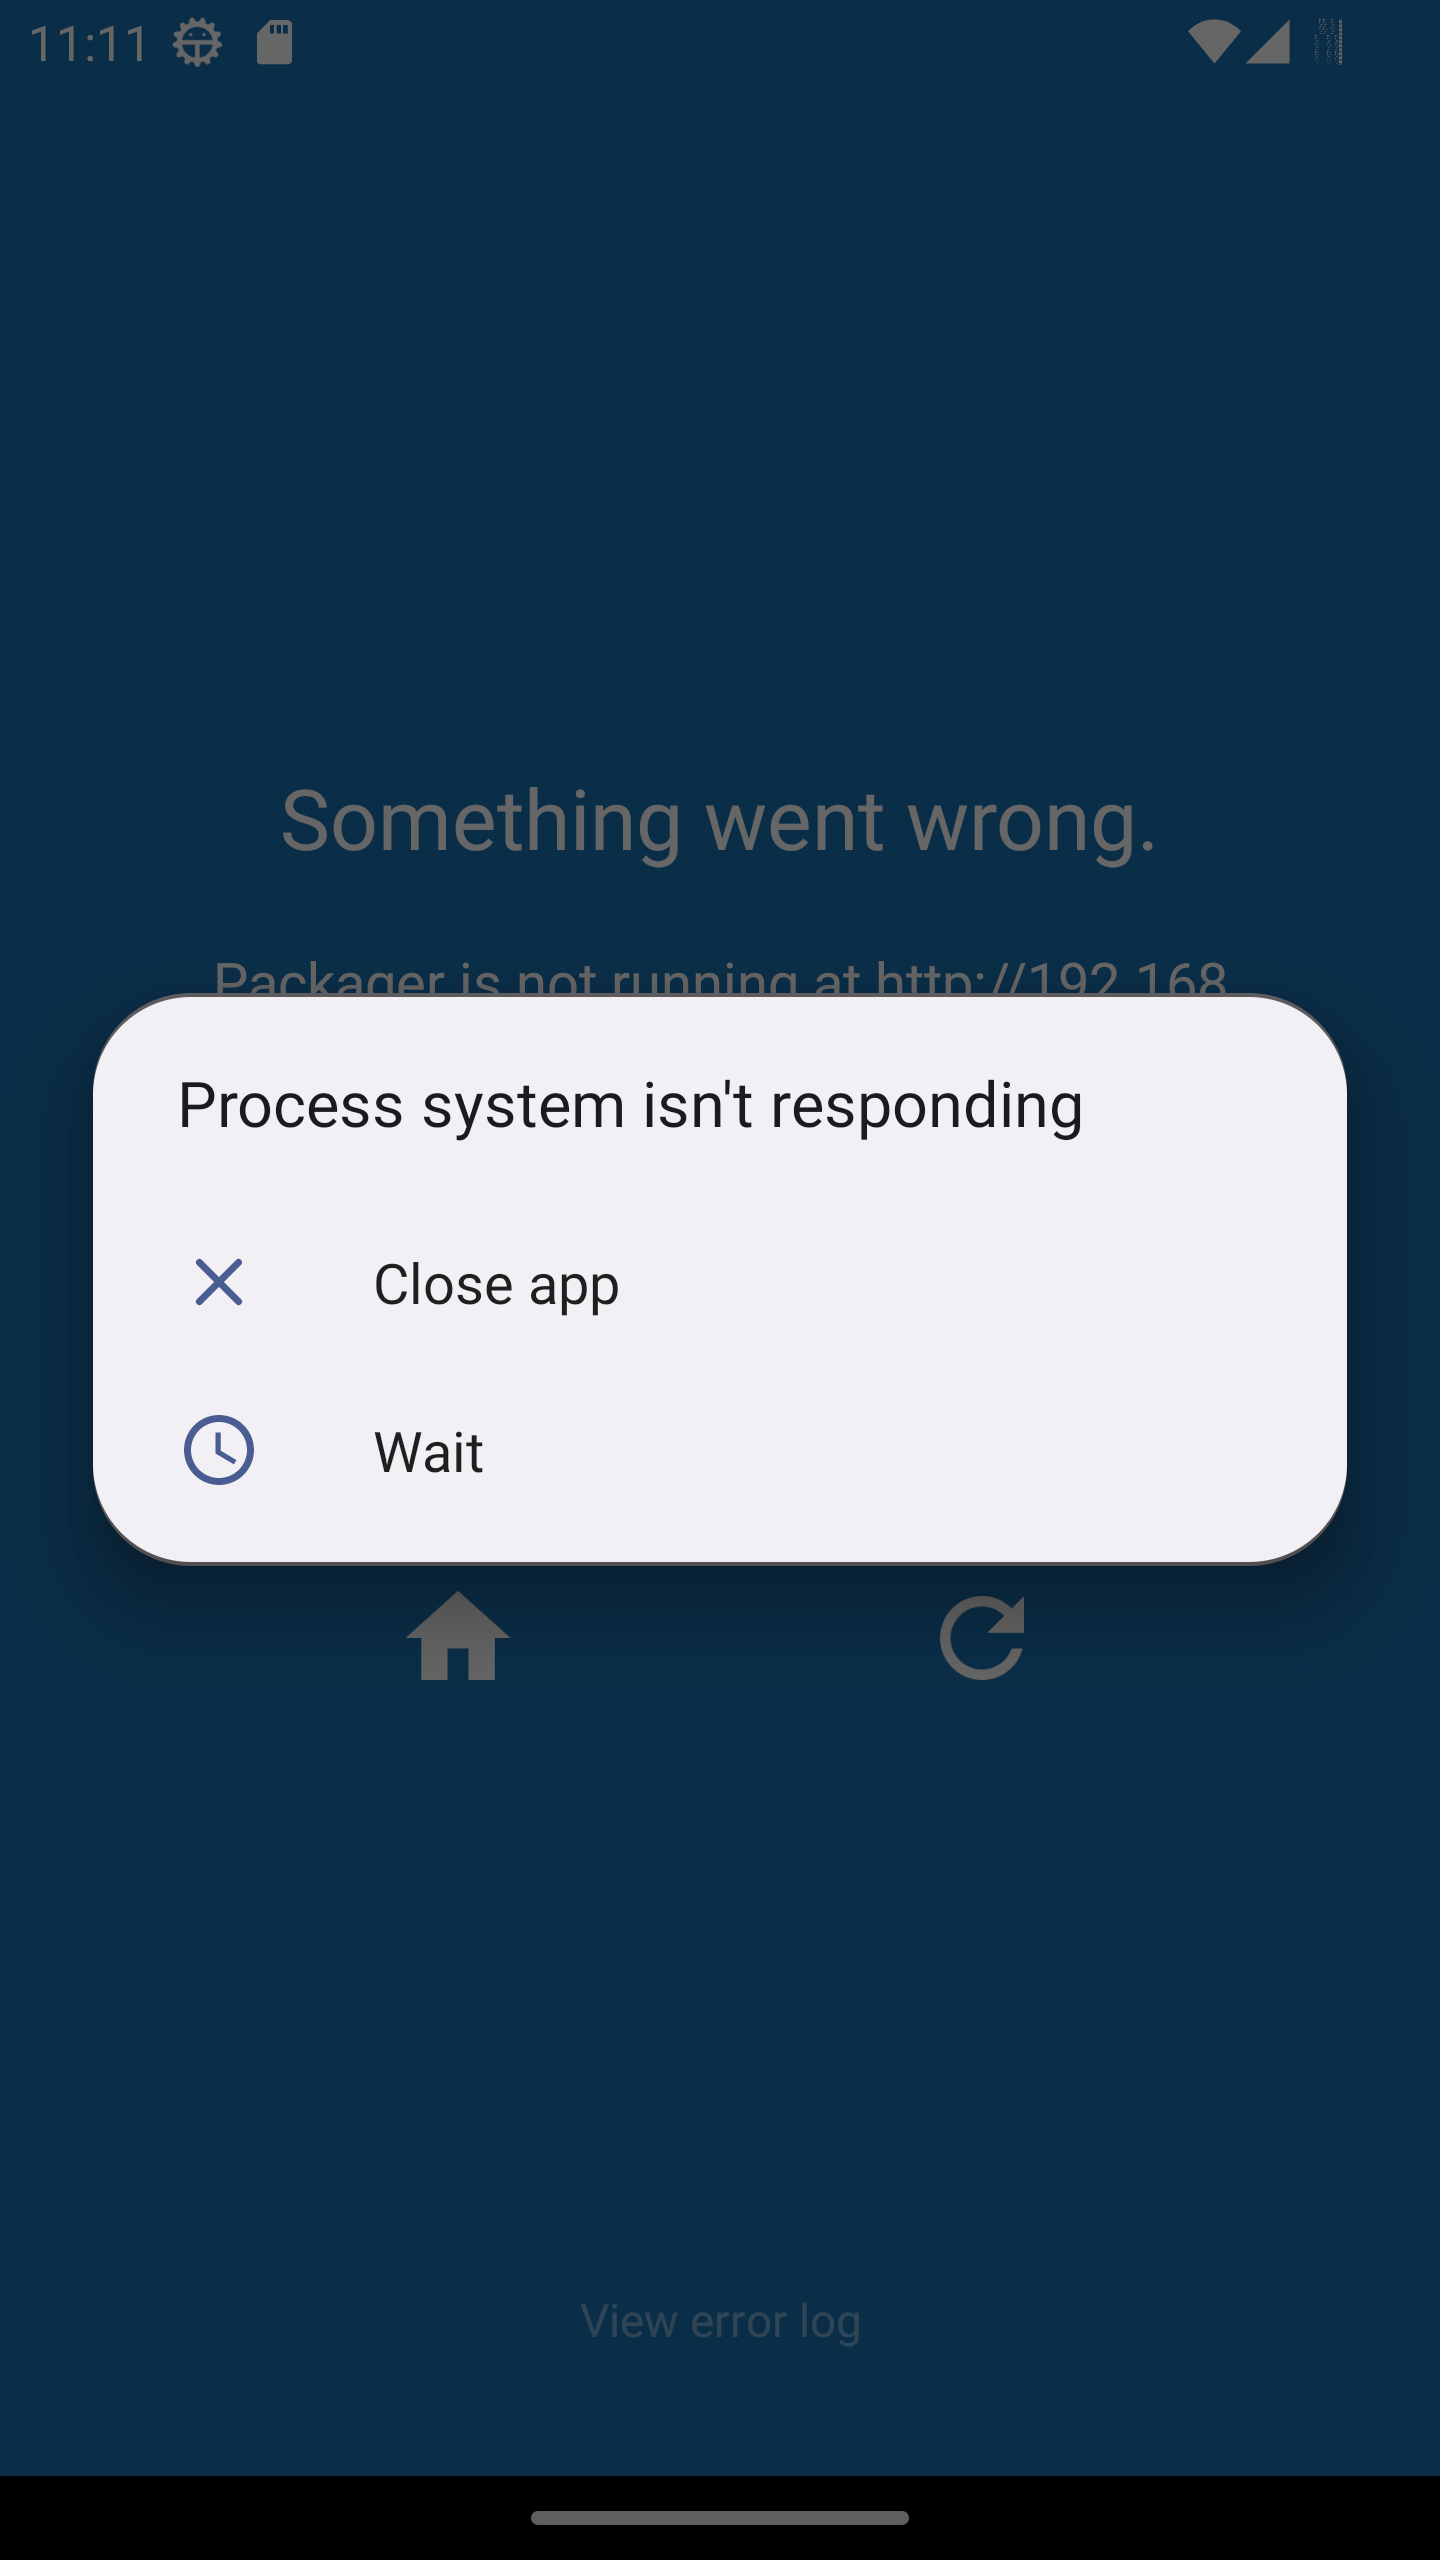 11:11
Something went wrong.
Packager is not running at http://192.168
Process system isn't responding
Close app
Wait
View error log